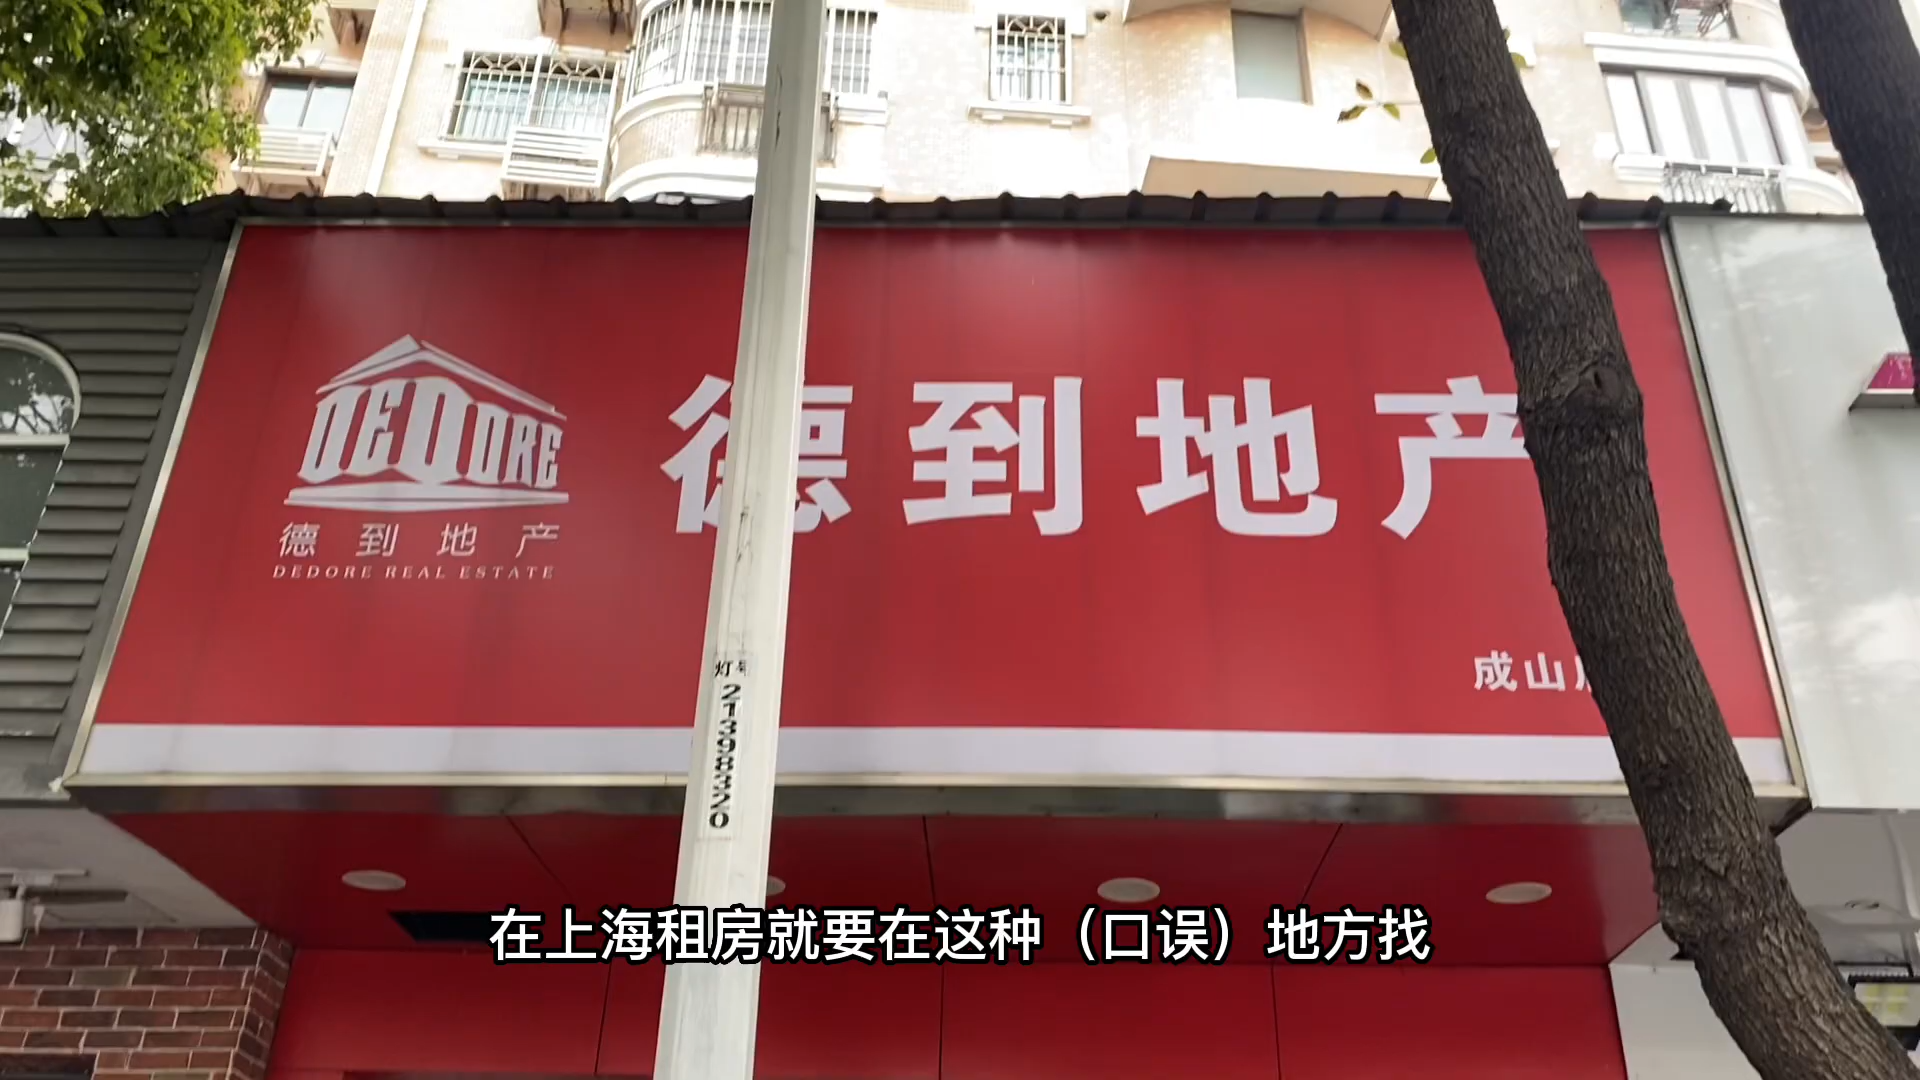 DEDORE
德到地产
德到地产
DEDORE REAL ESTATE
成山
灯号
21398320
在上海租房就要在这种（口误）地方找